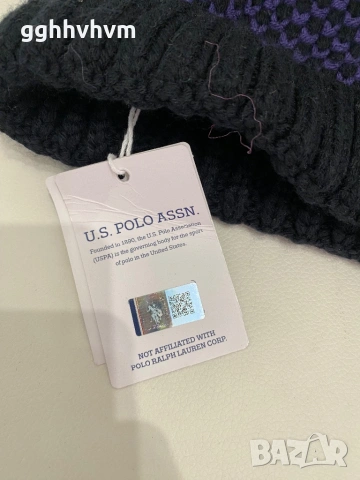 gghhvhvm
U.S. POLO ASSN.
Founded in 1890, the U.S. Polo Association
(USPA) is the governing body for the sport
of polo in the United States.
NOT AFFILIATED WITH
POLO RALPH LAUREN CORP.
BAZAR